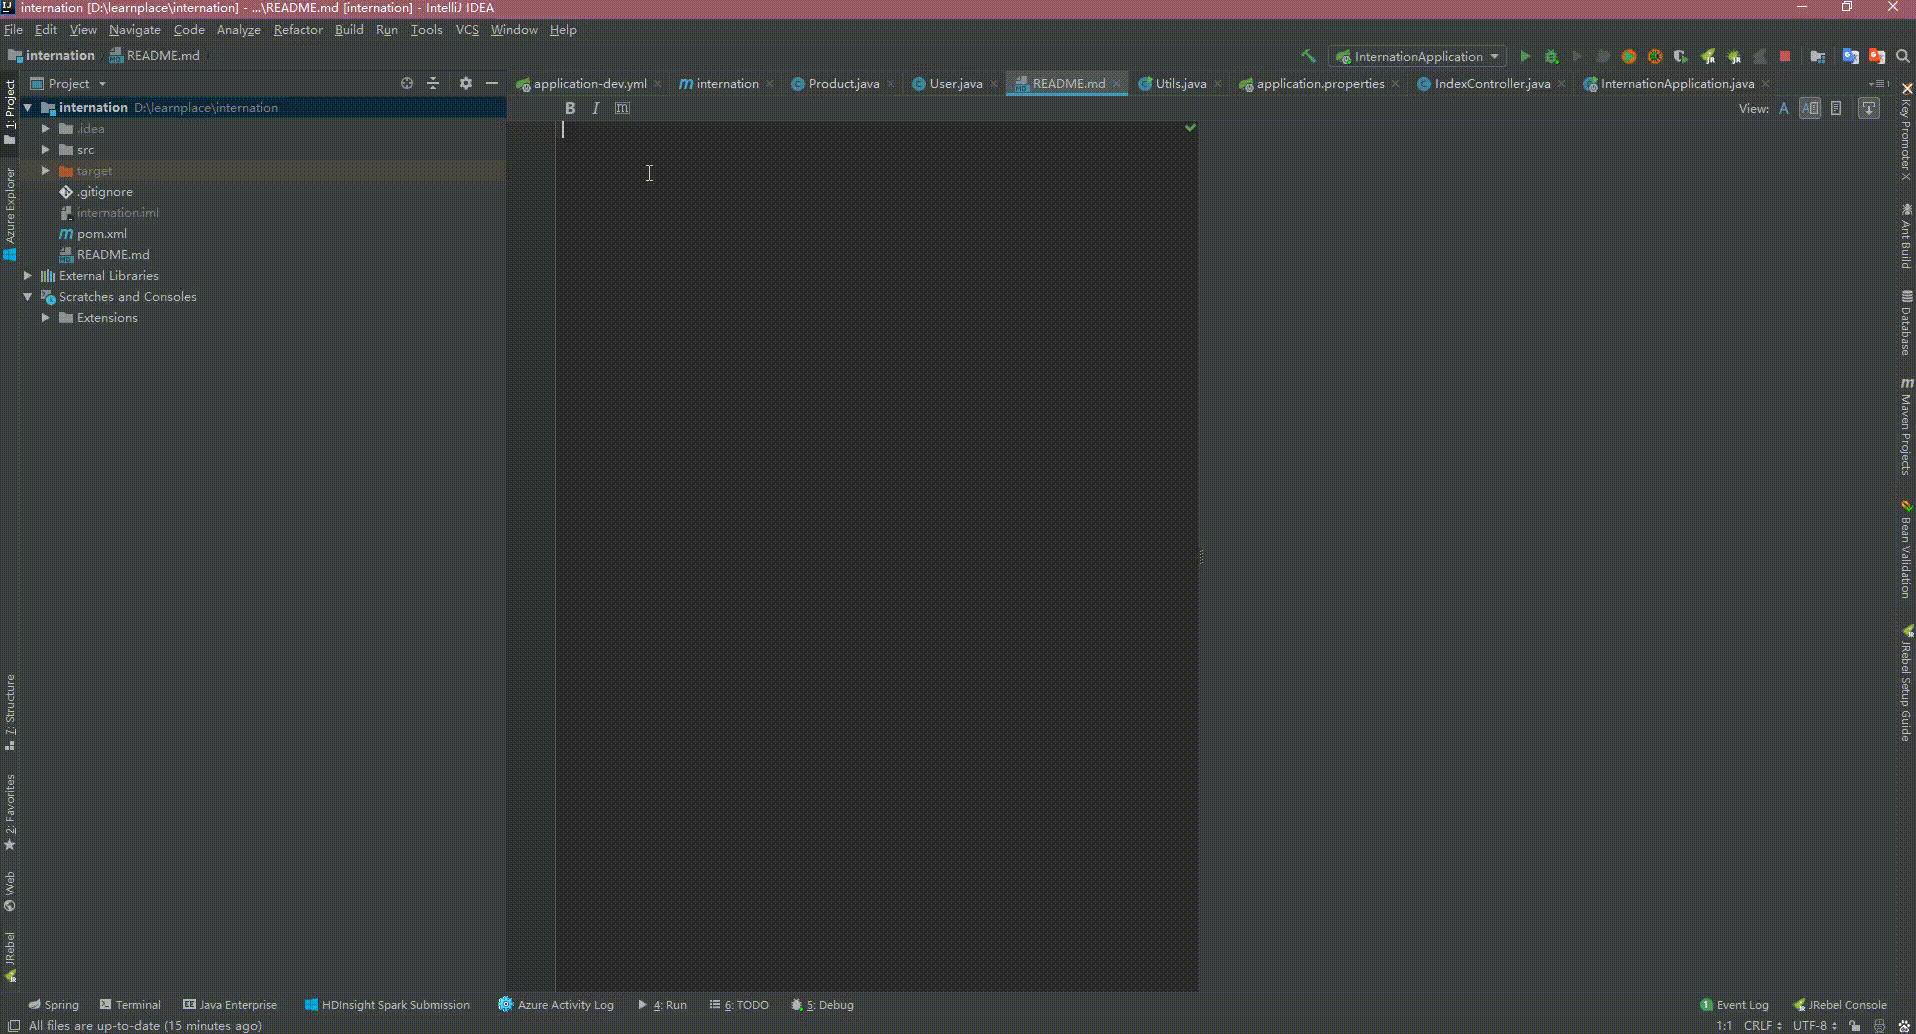 internation [D:\learnplace\internation] - ...\README.md [internation] - IntelliJ IDEA
File Edit View Navigate Code Analyze Refactor Build Run Tools VCS Window Help
internation README.md InternationApplication
Project
application-dev.yml internation Product.java User.java README.md Utils.java application.properties IndexController.java InternationApplication.java
B I m View: A
internation D:\learnplace\internation
.idea
src
target
.gitignore
internation.iml
pom.xml
README.md
External Libraries
Scratches and Consoles
Extensions
1: Project
Azure Explorer
7: Structure
2: Favorites
Web
JRebel
Key Promoter X
Ant Build
Database
Maven Projects
Bean Validation
JRebel Setup Guide
Spring Terminal Java Enterprise HDInsight Spark Submission Azure Activity Log 4: Run 6: TODO 5: Debug 1 Event Log JRebel Console
All files are up-to-date (15 minutes ago) 1:1 CRLF UTF-8